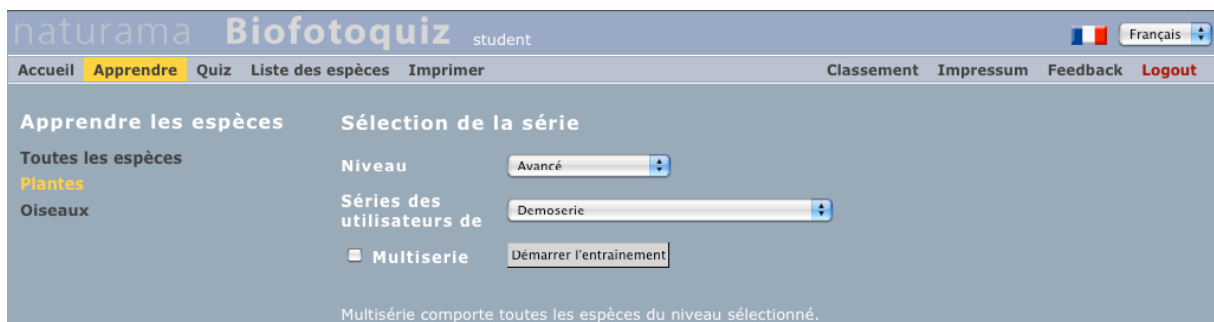 naturama Biofotoquiz student
Français
Accueil Apprendre Quiz Liste des espèces Imprimer Classement Impressum Feedback Logout
Apprendre les espèces
Toutes les espèces
Plantes
Oiseaux
Sélection de la série
Niveau Avancé
Séries des
utilisateurs de Demoserie
Multiserie Démarrer l'entraînement
Multisérie comporte toutes les espèces du niveau sélectionné.